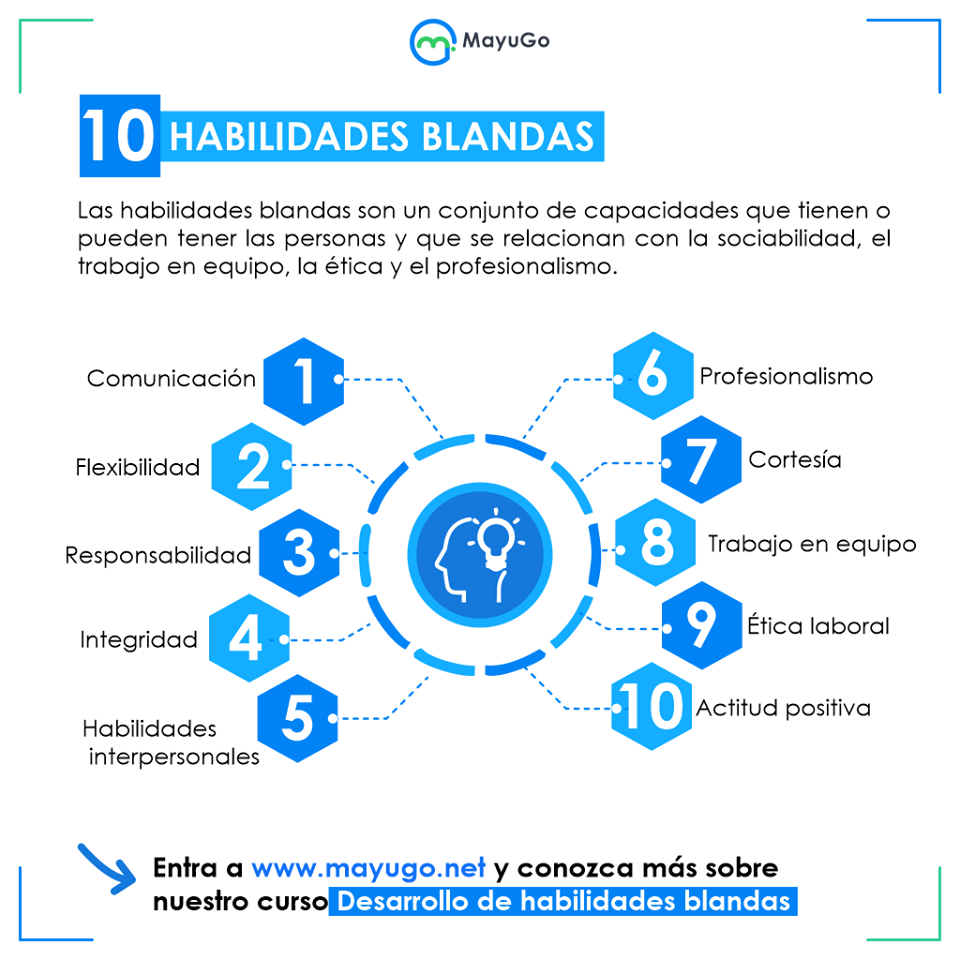 MayuGo
10 HABILIDADES BLANDAS
Las habilidades blandas son un conjunto de capacidades que tienen o
pueden tener las personas y que se relacionan con la sociabilidad, el
trabajo en equipo, la ética y el profesionalismo.
1 Comunicación
2 Flexibilidad
3 Responsabilidad
4 Integridad
5 Habilidades
interpersonales
6 Profesionalismo
7 Cortesía
8 Trabajo en equipo
9 Ética laboral
10 Actitud positiva
Entra a www.mayugo.net y conozca más sobre
nuestro curso Desarrollo de habilidades blandas